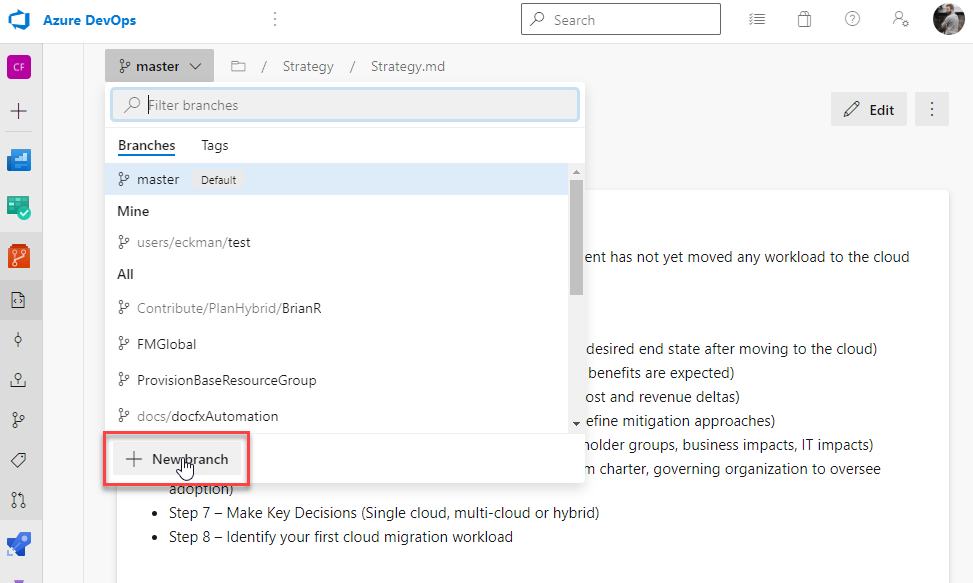 Azure DevOps
Search
CF
master / Strategy / Strategy.md
Filter branches
Edit
Branches Tags
master Default
Mine
users/eckman/test
ent has not yet moved any workload to the cloud
All
Contribute/PlanHybrid/BrianR
FMGlobal
desired end state after moving to the cloud)
benefits are expected)
ProvisionBaseResourceGroup
ost and revenue deltas)
docs/docfxAutomation
efine mitigation approaches)
holder groups, business impacts, IT impacts)
New branch
m charter, governing organization to oversee
adoption)
• Step 7 – Make Key Decisions (Single cloud, multi-cloud or hybrid)
• Step 8 – Identify your first cloud migration workload